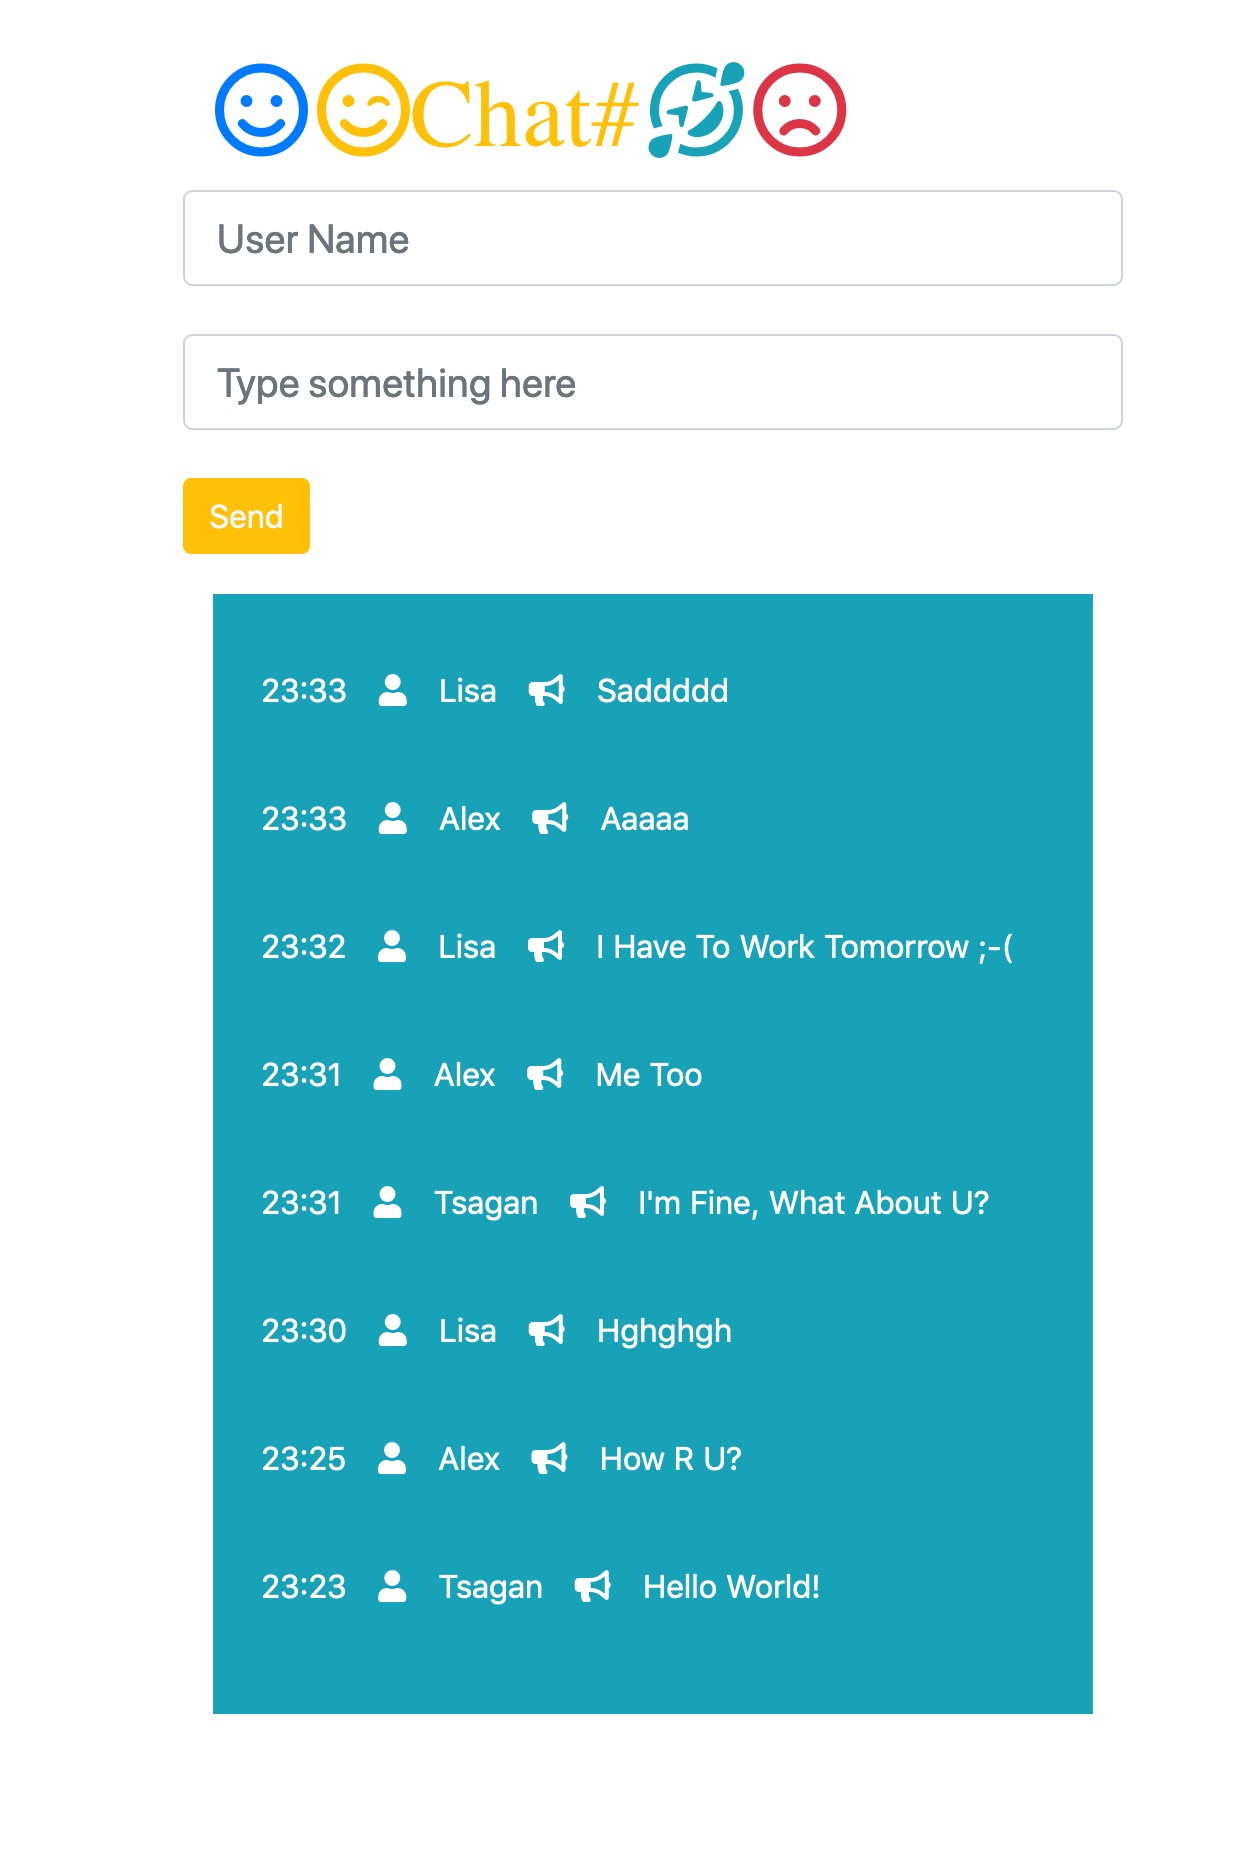 Chat#
User Name
Type something here
Send
23:33 Lisa Saddddd
23:33 Alex Aaaaa
23:32 Lisa I Have To Work Tomorrow ;-(
23:31 Alex Me Too
23:31 Tsagan I'm Fine, What About U?
23:30 Lisa Hghghgh
23:25 Alex How R U?
23:23 Tsagan Hello World!